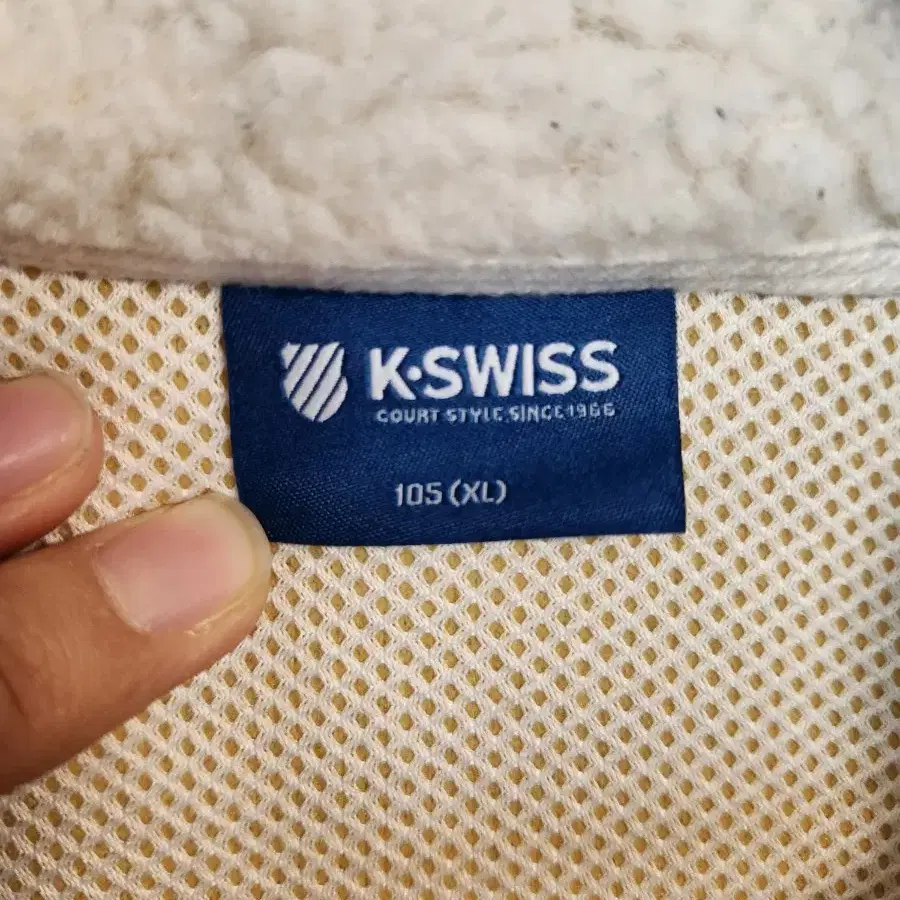 K·SWISS
COURT STYLE SINCE 1966
105 (XL)